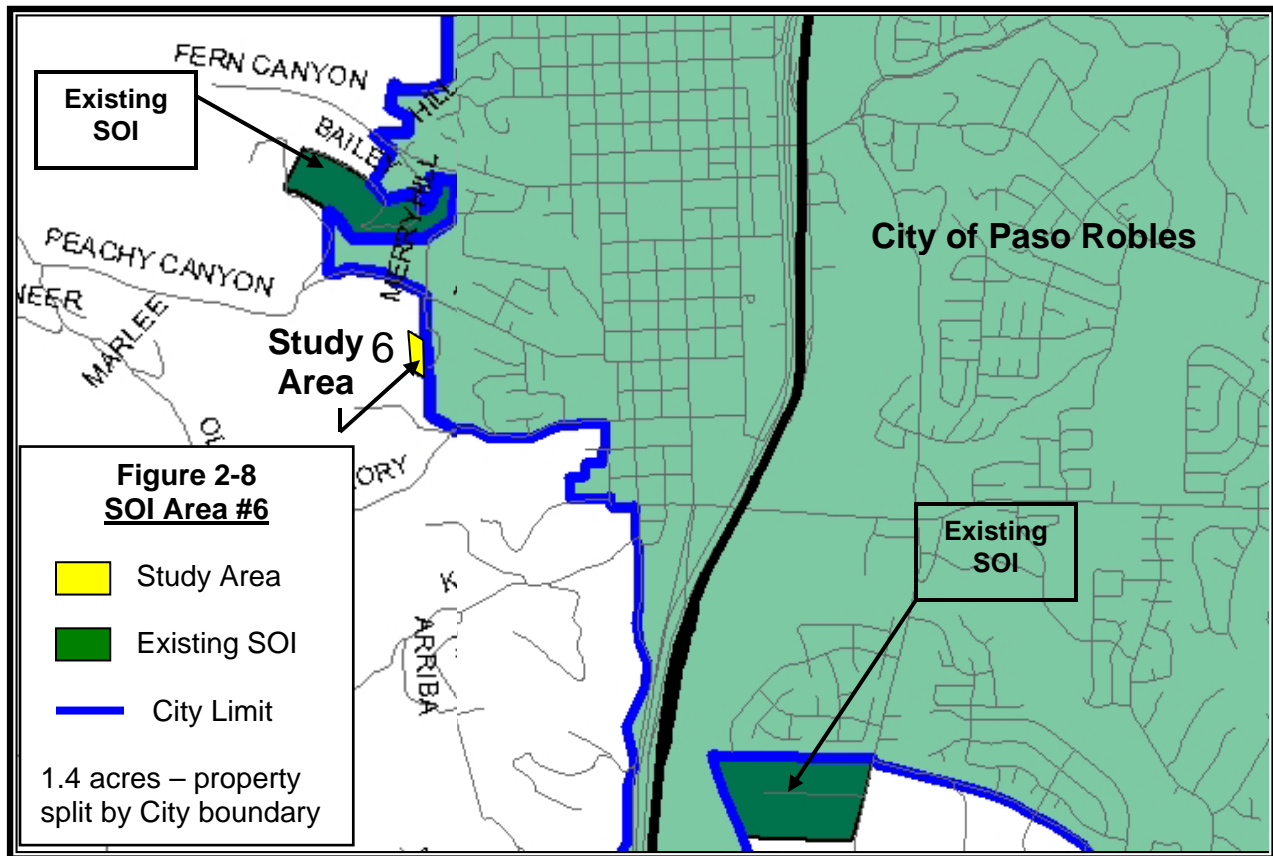 FERN CANYON
Existing
SOI
BAILEY
HILL
MERRY HILL
City of Paso Robles
PEACHY CANYON
NEER
MARLEE
Study 6
Area
ORY
Existing
SOI
Figure 2-8
SOI Area #6
Study Area
Existing SOI
City Limit
1.4 acres – property
split by City boundary
K
ARRIBA